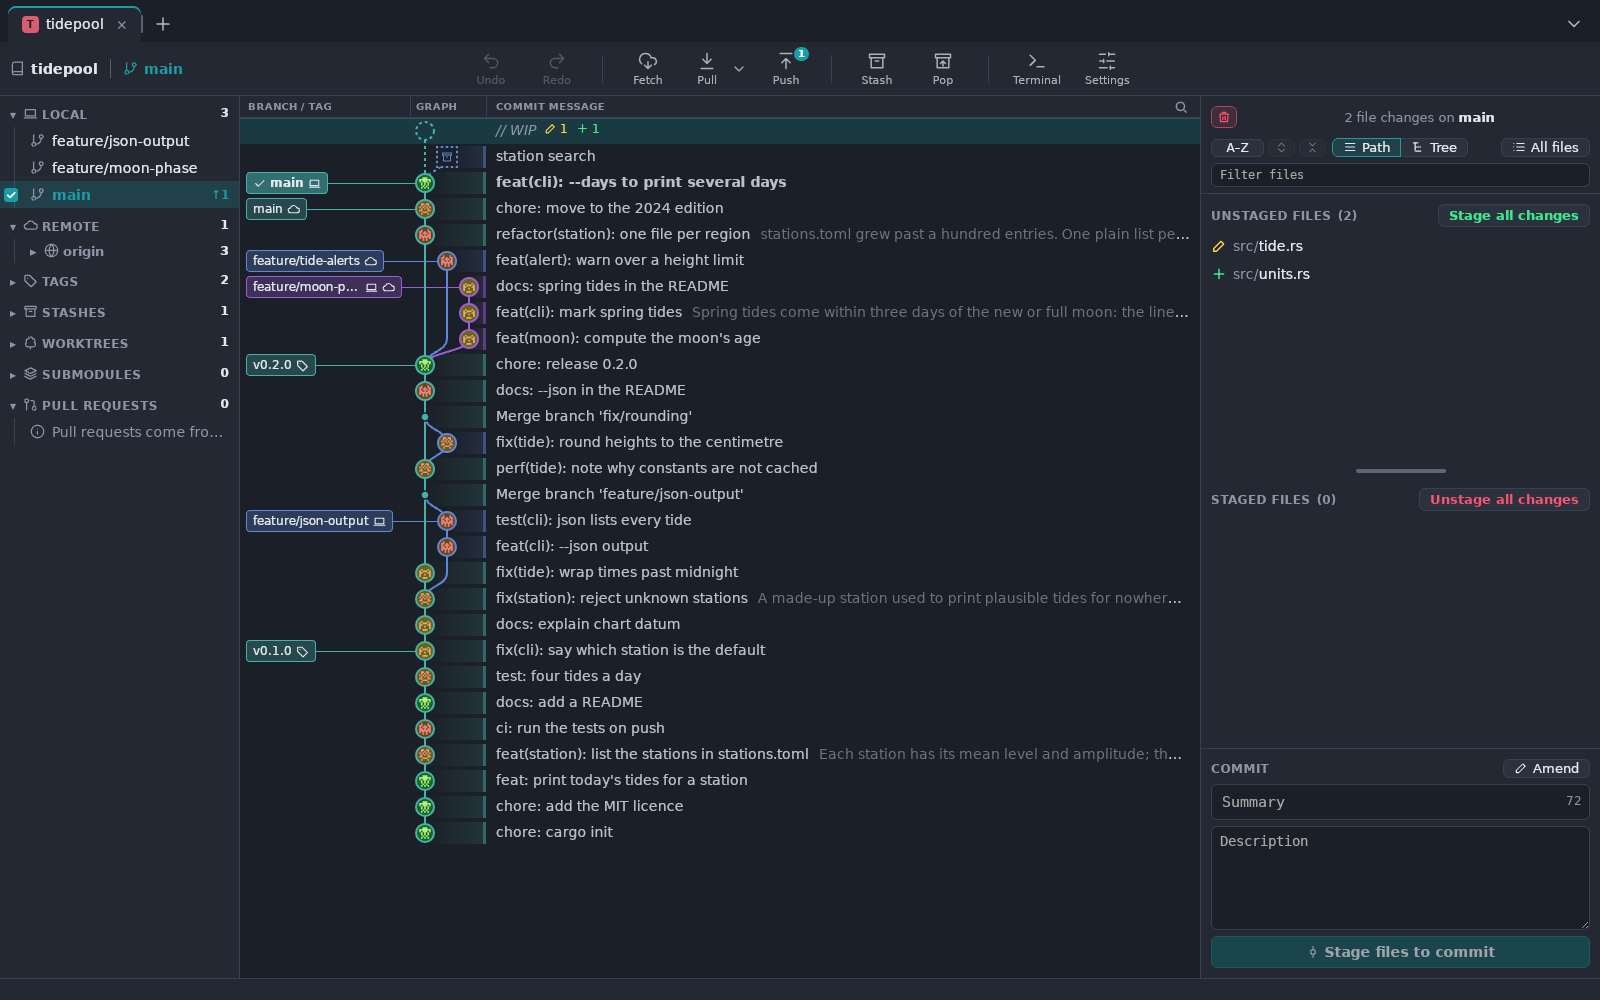 T tidepool
tidepool main
Undo Redo Fetch Pull Push 1 Stash Pop Terminal Settings
LOCAL 3
feature/json-output
feature/moon-phase
main ↑1
REMOTE 1
origin 3
TAGS 2
STASHES 1
WORKTREES 1
SUBMODULES 0
PULL REQUESTS 0
Pull requests come fro...
BRANCH / TAG GRAPH COMMIT MESSAGE
// WIP 1 + 1
station search
main feat(cli): --days to print several days
main chore: move to the 2024 edition
refactor(station): one file per region stations.toml grew past a hundred entries. One plain list pe...
feature/tide-alerts feat(alert): warn over a height limit
feature/moon-p... docs: spring tides in the README
feat(cli): mark spring tides Spring tides come within three days of the new or full moon: the line...
feat(moon): compute the moon's age
v0.2.0 chore: release 0.2.0
docs: --json in the README
Merge branch 'fix/rounding'
fix(tide): round heights to the centimetre
perf(tide): note why constants are not cached
Merge branch 'feature/json-output'
feature/json-output test(cli): json lists every tide
feat(cli): --json output
fix(tide): wrap times past midnight
fix(station): reject unknown stations A made-up station used to print plausible tides for nowher...
docs: explain chart datum
v0.1.0 fix(cli): say which station is the default
test: four tides a day
docs: add a README
ci: run the tests on push
feat(station): list the stations in stations.toml Each station has its mean level and amplitude; th...
feat: print today's tides for a station
chore: add the MIT licence
chore: cargo init
2 file changes on main
A-Z Path Tree All files
Filter files
UNSTAGED FILES (2) Stage all changes
src/tide.rs
src/units.rs
STAGED FILES (0) Unstage all changes
COMMIT Amend
Summary 72
Description
Stage files to commit